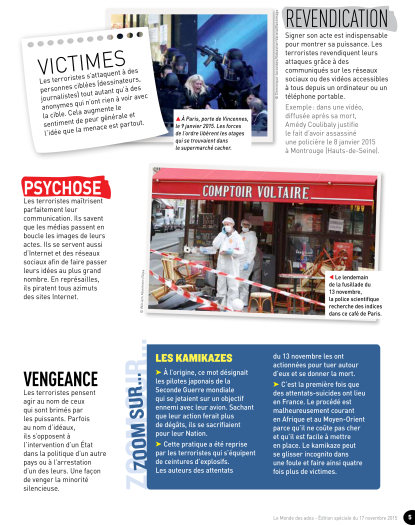 VICTIMES
Les terroristes s'attaquent à des
personnes ciblées (dessinateurs,
journalistes) tout autant qu'à des
anonymes qui n'ont rien à voir avec
la cible. Cela augmente le
sentiment de peur générale et
l'idée que la menace est partout.
▲ À Paris, porte de Vincennes,
le 9 janvier 2015. Les forces
de l'ordre libèrent les otages
qui se trouvaient dans
le supermarché cacher.
REVENDICATION
Signer son acte est indispensable
pour montrer sa puissance. Les
terroristes revendiquent leurs
attaques grâce à des
communiqués sur les réseaux
sociaux ou des vidéos accessibles
à tous depuis un ordinateur ou un
téléphone portable.
Exemple : dans une vidéo,
diffusée après sa mort,
Amédy Coulibaly justifie
le fait d'avoir assassiné
une policière le 8 janvier 2015
à Montrouge (Hauts-de-Seine).
PSYCHOSE
Les terroristes maîtrisent
parfaitement leur
communication. Ils savent
que les médias passent en
boucle les images de leurs
actes. Ils se servent aussi
d'Internet et des réseaux
sociaux afin de faire passer
leurs idées au plus grand
nombre. En représailles,
ils piratent tous azimuts
des sites Internet.
COMPTOIR VOLTAIRE
◀ Le lendemain
de la fusillade du
13 novembre,
la police scientifique
recherche des indices
dans ce café de Paris.
VENGEANCE
Les terroristes pensent
agir au nom de ceux
qui sont brimés par
les puissants. Parfois
au nom d'idéaux,
ils s'opposent à
l'intervention d'un État
dans la politique d'un autre
pays ou à l'arrestation
d'un des leurs. Une façon
de venger la minorité
silencieuse.
ZOOM SUR...
LES KAMIKAZES
➤ À l'origine, ce mot désignait
les pilotes japonais de la
Seconde Guerre mondiale
qui se jetaient sur un objectif
ennemi avec leur avion. Sachant
que leur action ferait plus
de dégâts, ils se sacrifiaient
pour leur Nation.
➤ Cette pratique a été reprise
par les terroristes qui s'équipent
de ceintures d'explosifs.
Les auteurs des attentats
du 13 novembre les ont
actionnées pour tuer autour
d'eux et se donner la mort.
➤ C'est la première fois que
des attentats-suicides ont lieu
en France. Le procédé est
malheureusement courant
en Afrique et au Moyen-Orient
parce qu'il ne coûte pas cher
et qu'il est facile à mettre
en place. Le kamikaze peut
se glisser incognito dans
une foule et faire ainsi quatre
fois plus de victimes.
Le Monde des ados - Édition spéciale du 17 novembre 2015
5